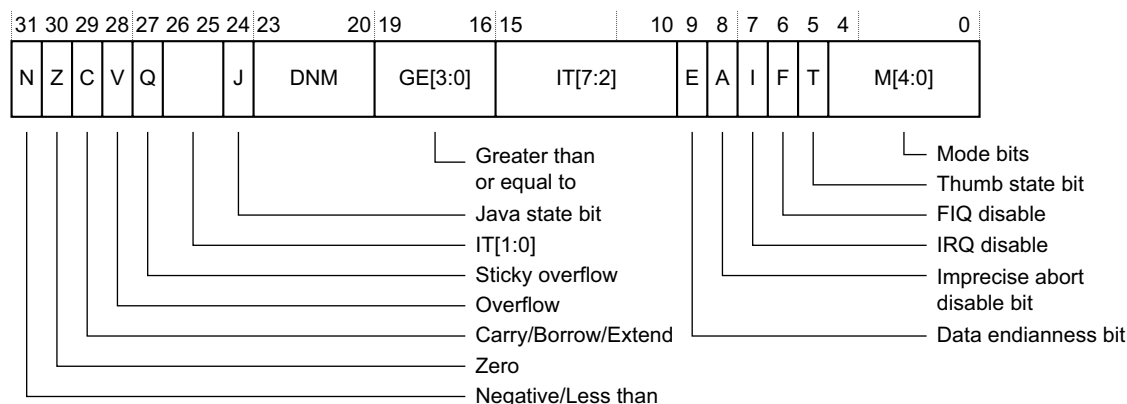 31 30 29 28 27 26 25 24 23 20 19 16 15 10 9 8 7 6 5 4 0
N Z C V Q J DNM GE[3:0] IT[7:2] E A I F T M[4:0]
Greater than
or equal to
Java state bit
IT[1:0]
Sticky overflow
Overflow
Carry/Borrow/Extend
Zero
Negative/Less than
Mode bits
Thumb state bit
FIQ disable
IRQ disable
Imprecise abort
disable bit
Data endianness bit